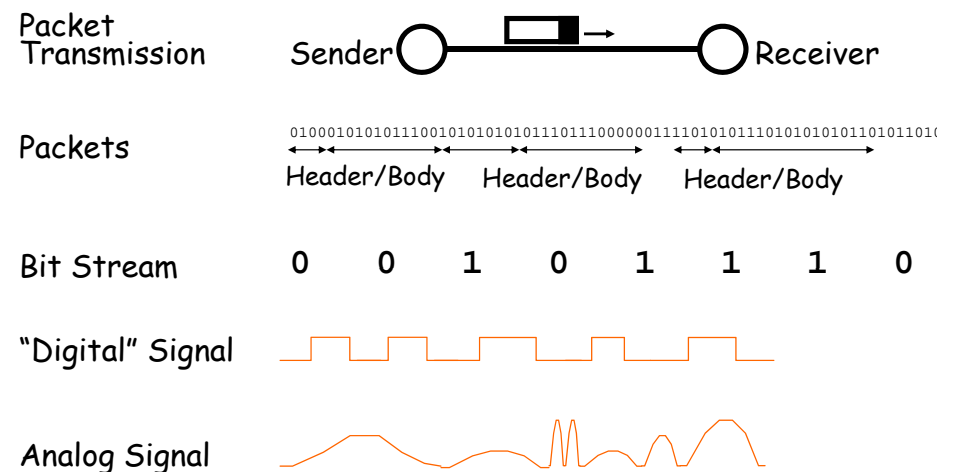 Packet
Transmission
Sender
Receiver
Packets
Header/Body
Header/Body
Header/Body
Bit Stream
0 0 1 0 1 1 1 0
“Digital” Signal
Analog Signal